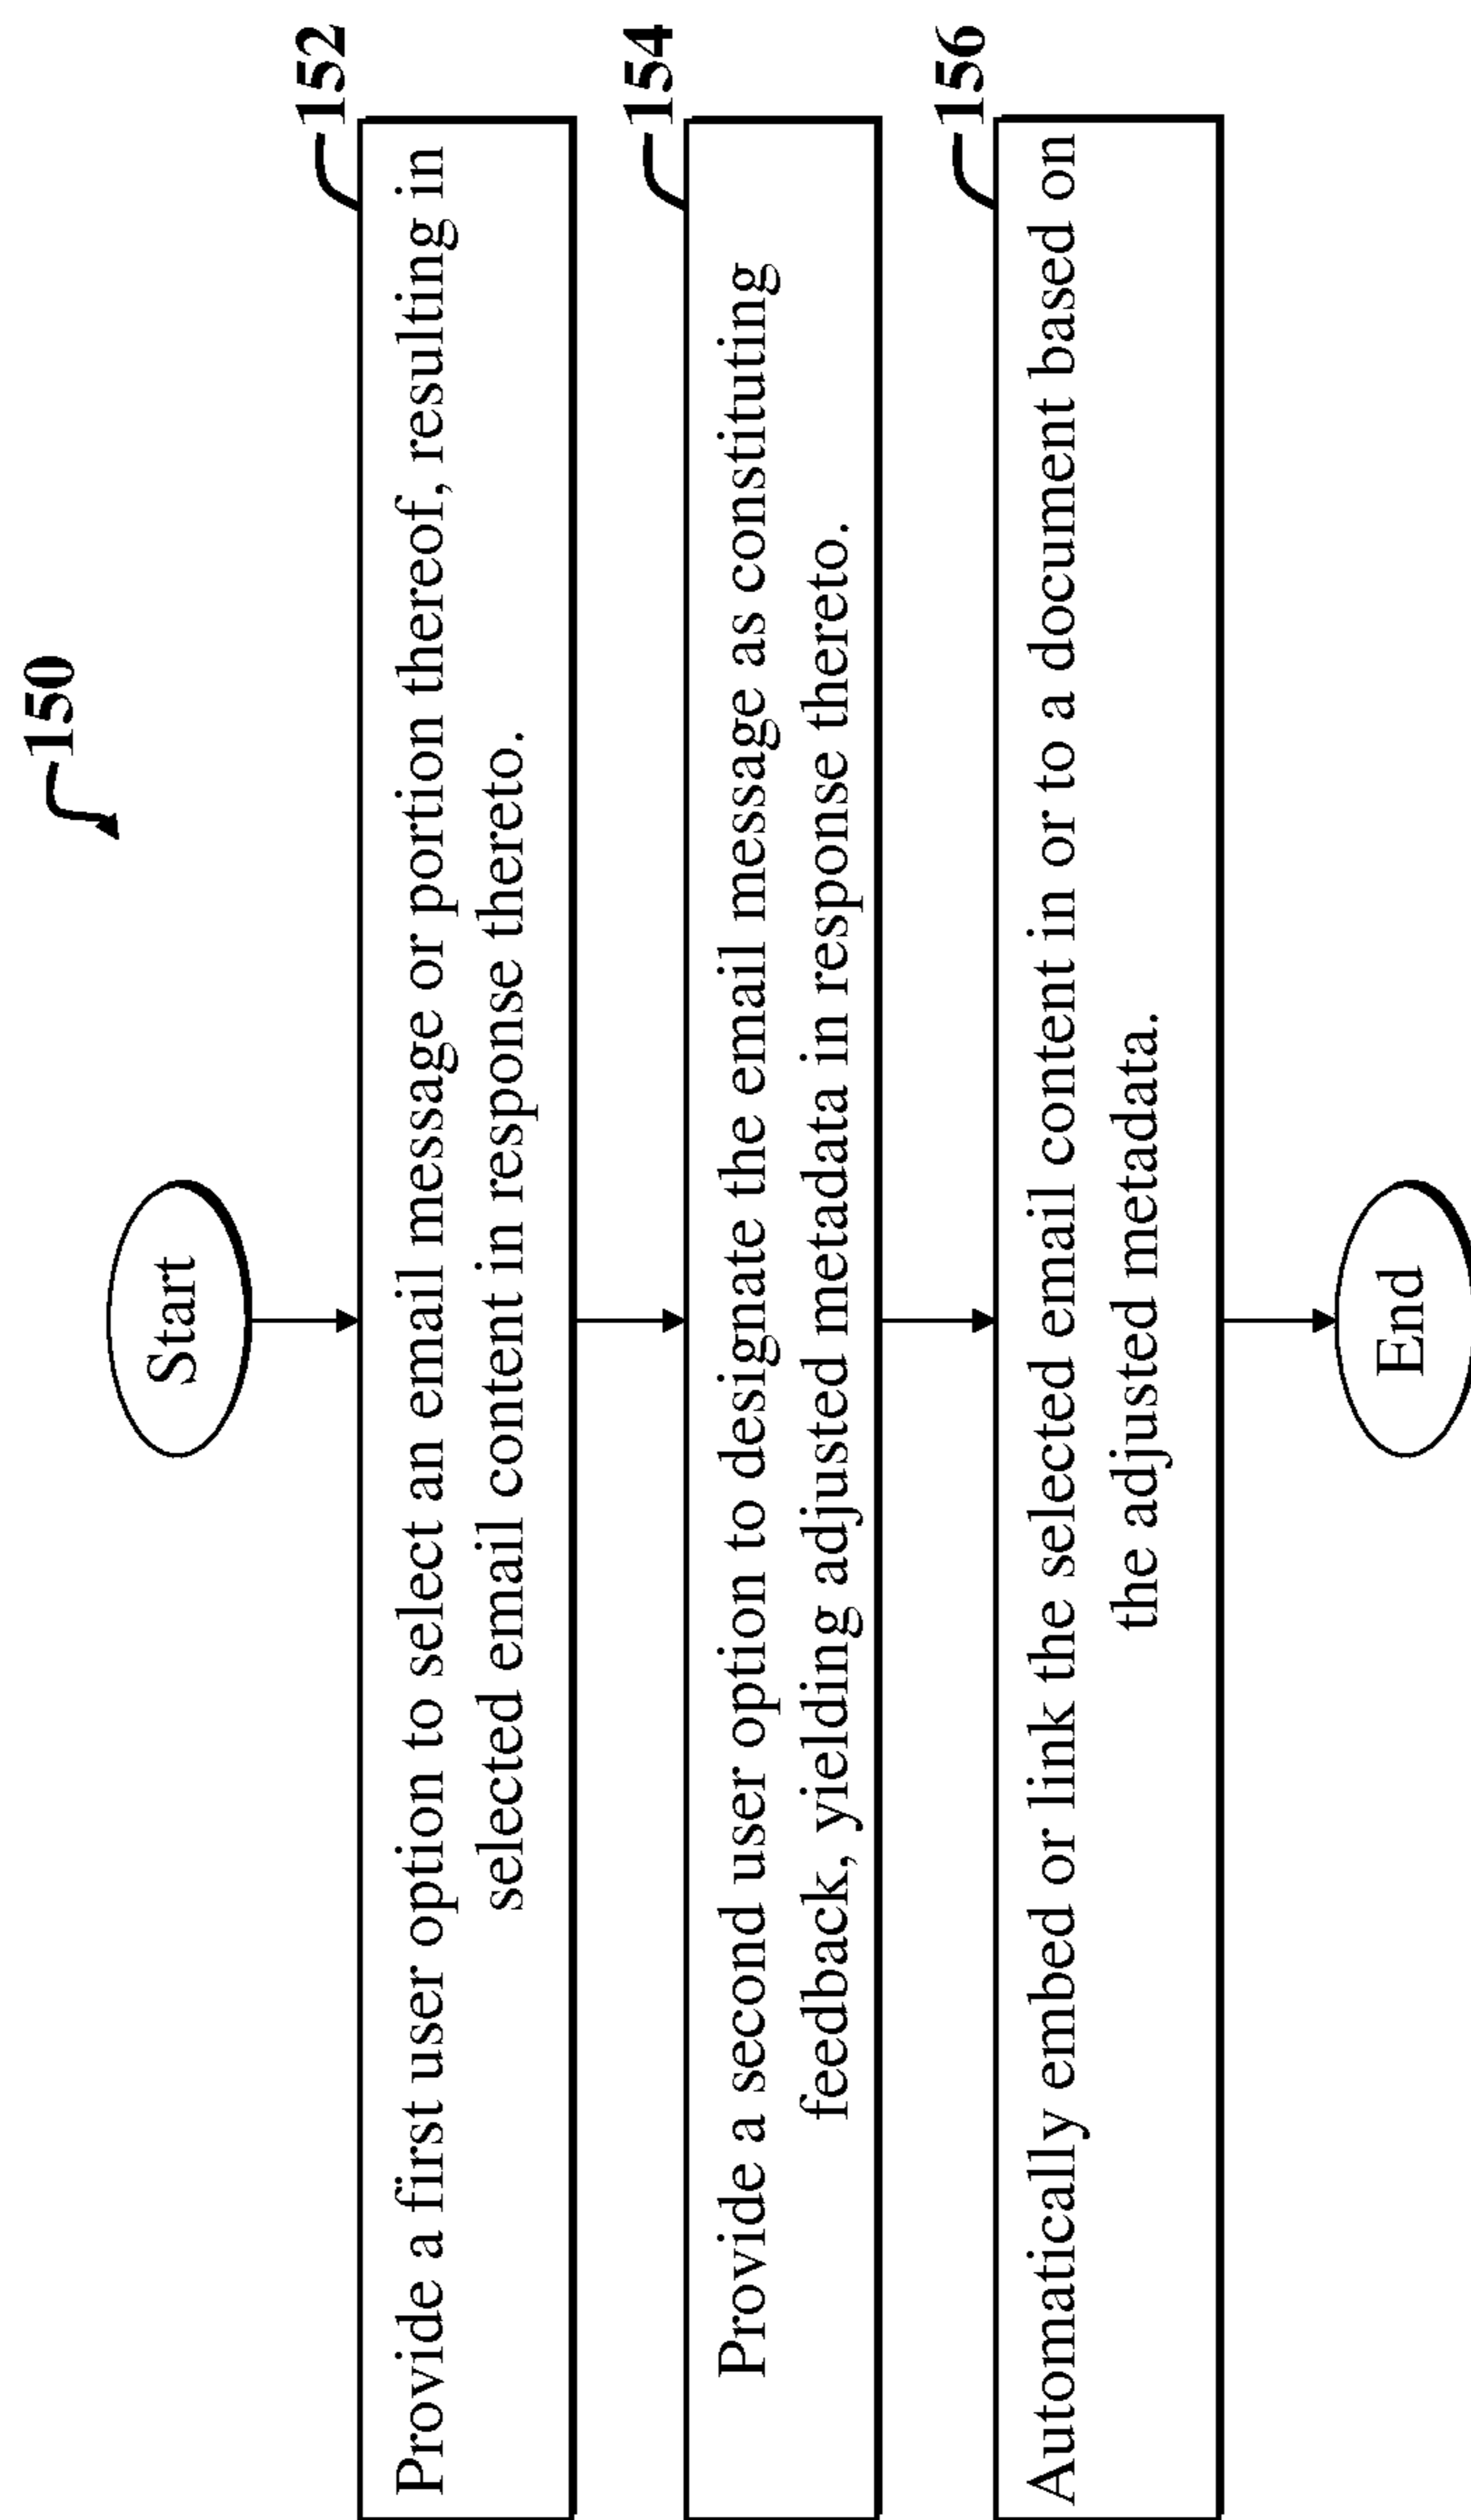 150
Start
152
Provide a first user option to select an email message or portion thereof, resulting in
selected email content in response thereto.
154
Provide a second user option to designate the email message as constituting
feedback, yielding adjusted metadata in response thereto.
156
Automatically embed or link the selected email content in or to a document based on
the adjusted metadata.
End